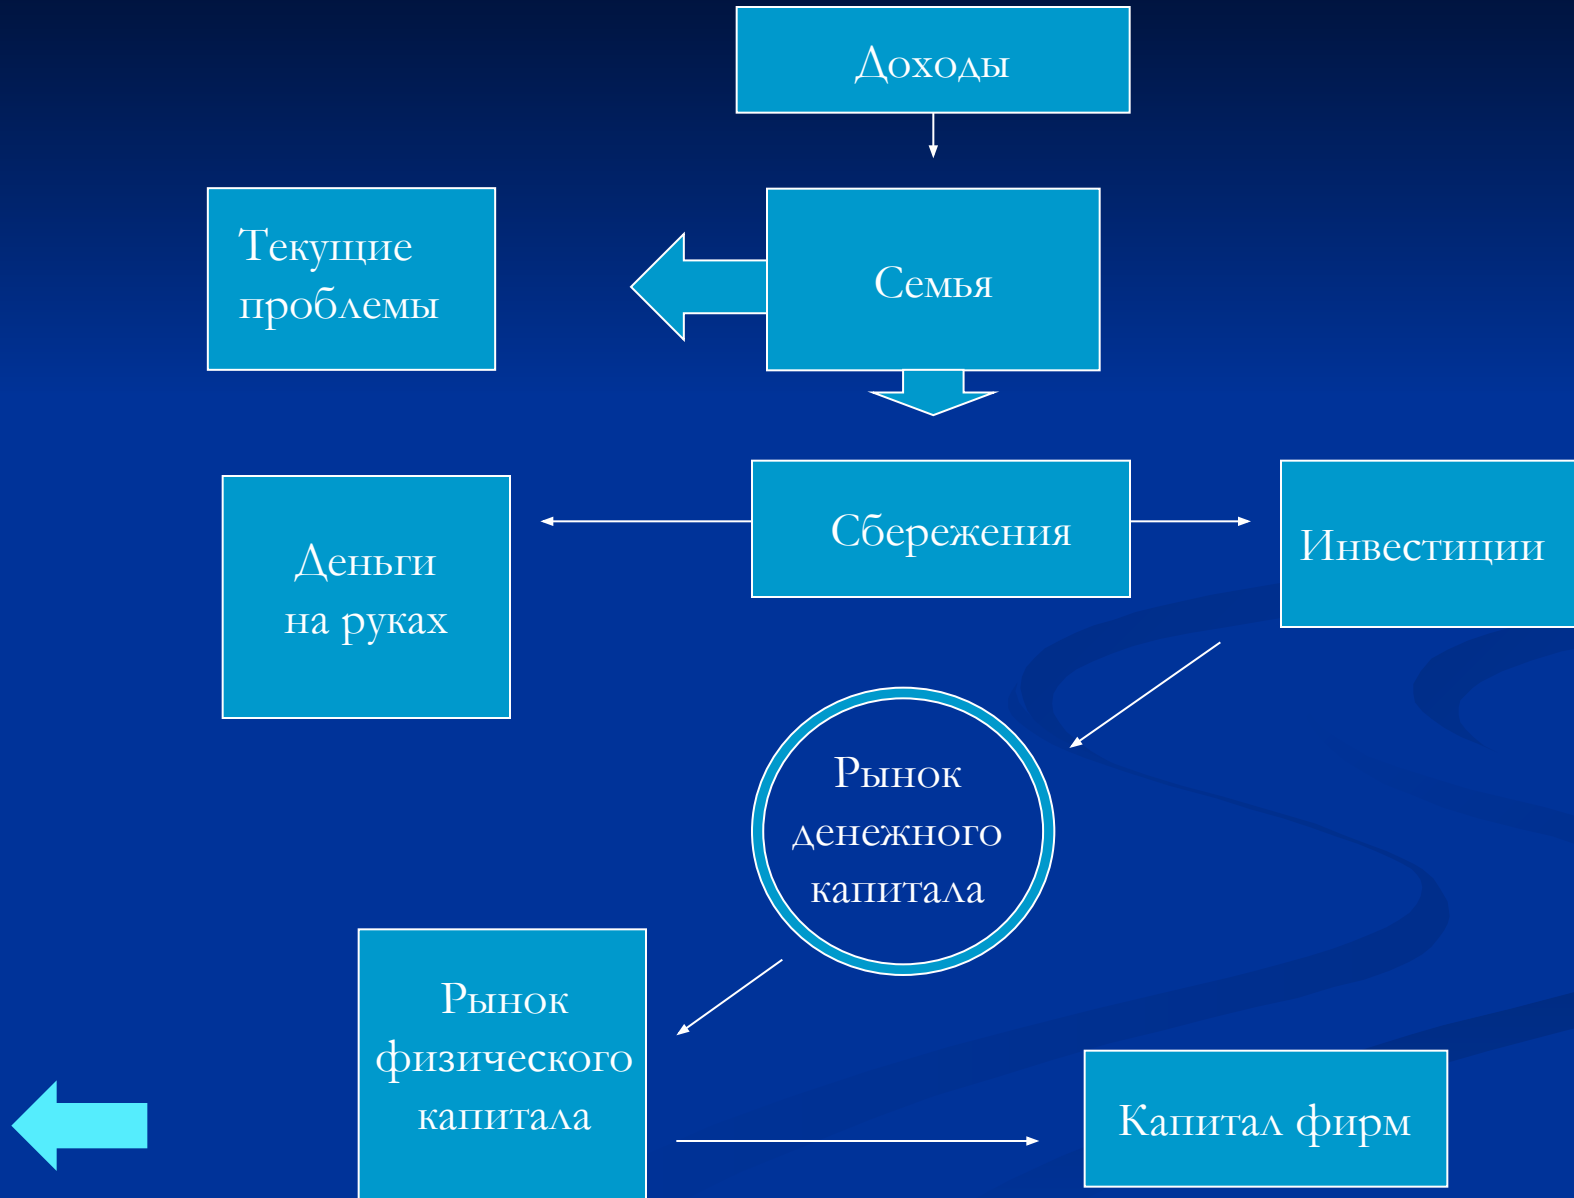 Доходы
Текущие
проблемы
Семья
Деньги
на руках
Сбережения
Инвестиции
Рынок
денежного
капитала
Рынок
физического
капитала
Капитал фирм